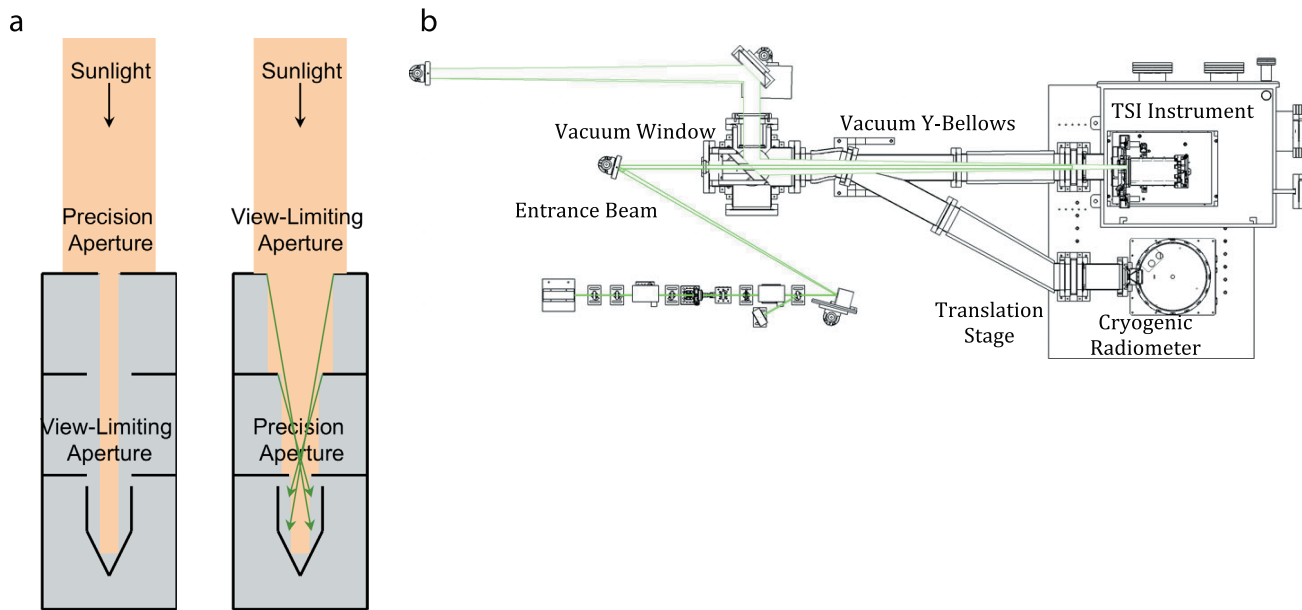 a
Sunlight
Precision
Aperture
View-Limiting
Aperture
Sunlight
View-Limiting
Aperture
Precision
Aperture
b
Vacuum Window
Vacuum Y-Bellows
TSI Instrument
Entrance Beam
Translation
Stage
Cryogenic
Radiometer